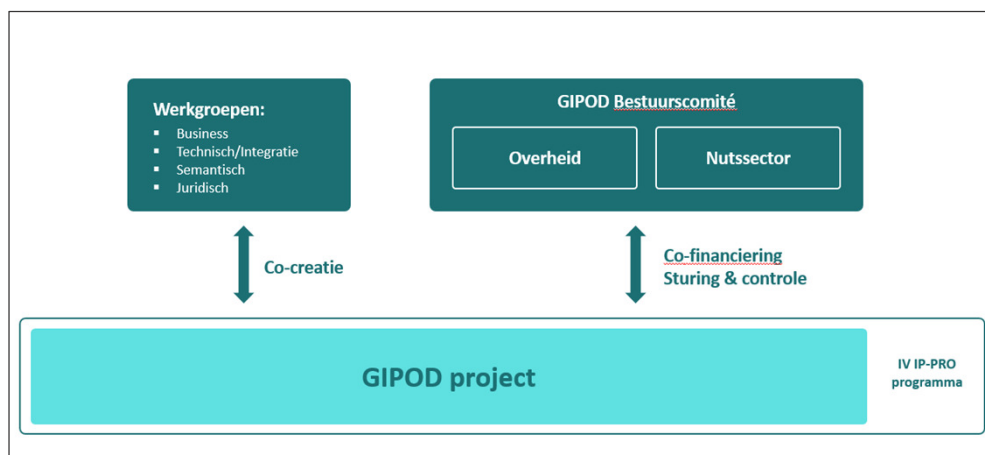 Werkgroepen:
▪ Business
▪ Technisch/Integratie
▪ Semantisch
▪ Juridisch
GIPOD Bestuurscomité
Overheid
Nutssector
Co-creatie
Co-financiering
Sturing & controle
GIPOD project
IV IP-PRO
programma